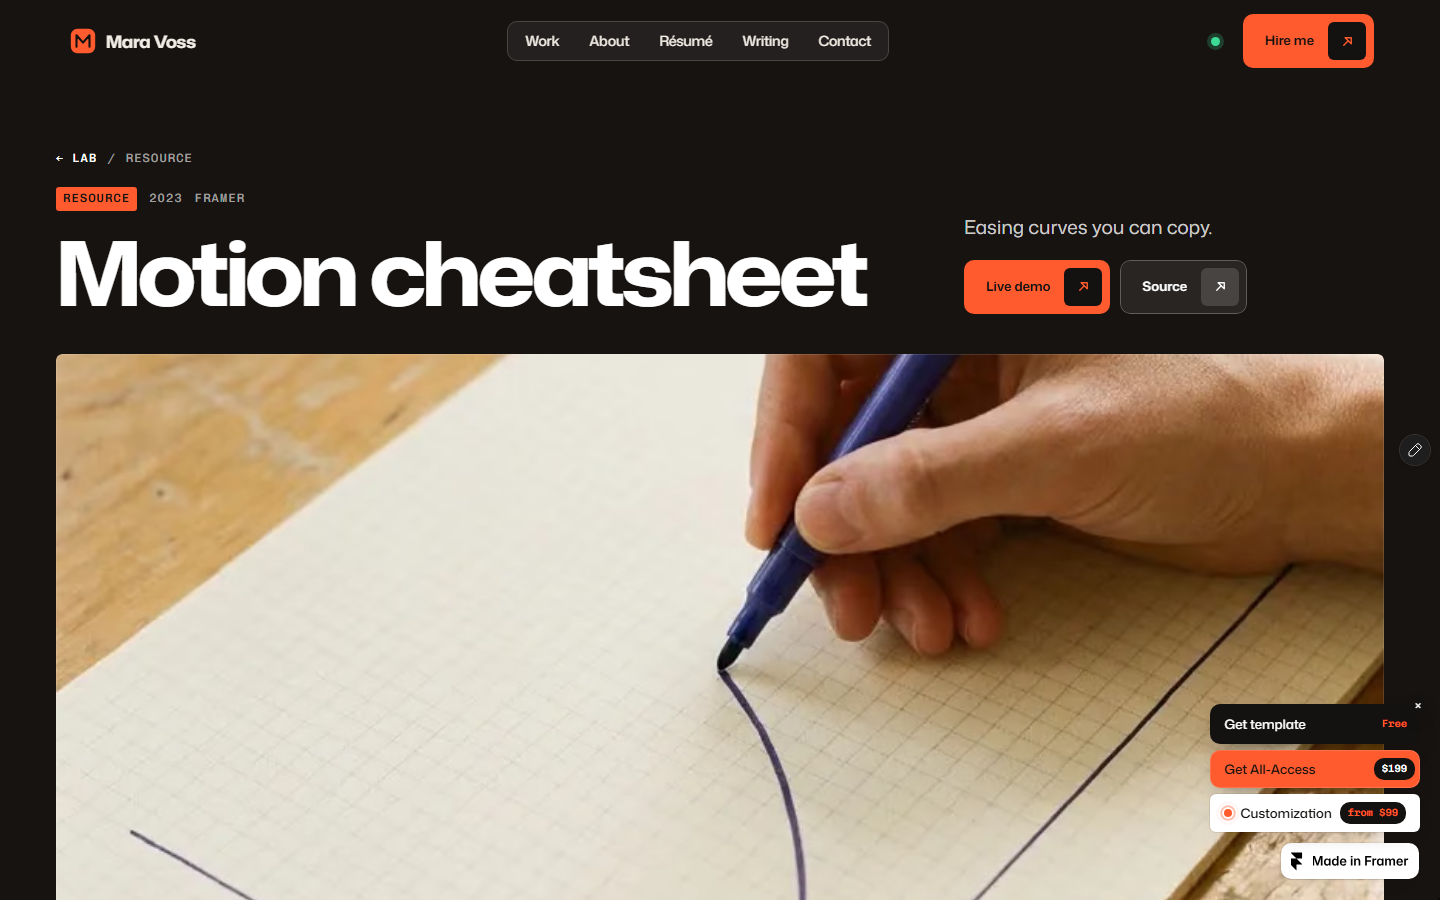 Mara Voss
Work About Résumé Writing Contact
Hire me
← LAB / RESOURCE
RESOURCE 2023 FRAMER
Motion cheatsheet
Easing curves you can copy.
Live demo
Source
Get template Free
Get All-Access $199
Customization from $99
Made in Framer